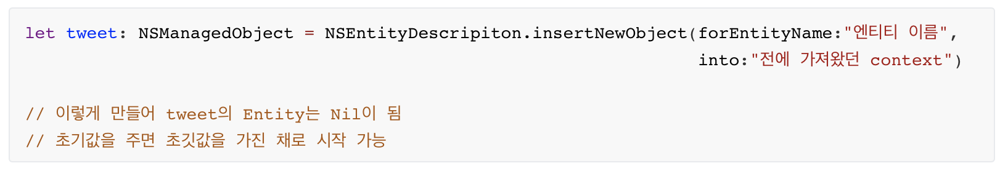 let tweet: NSManagedObject = NSEntityDescripiton.insertNewObject(forEntityName:"엔티티 이름",
into:"전에 가져왔던 context")
// 이렇게 만들어 tweet의 Entity는 Nil이 됨
// 초기값을 주면 초깃값을 가진 채로 시작 가능